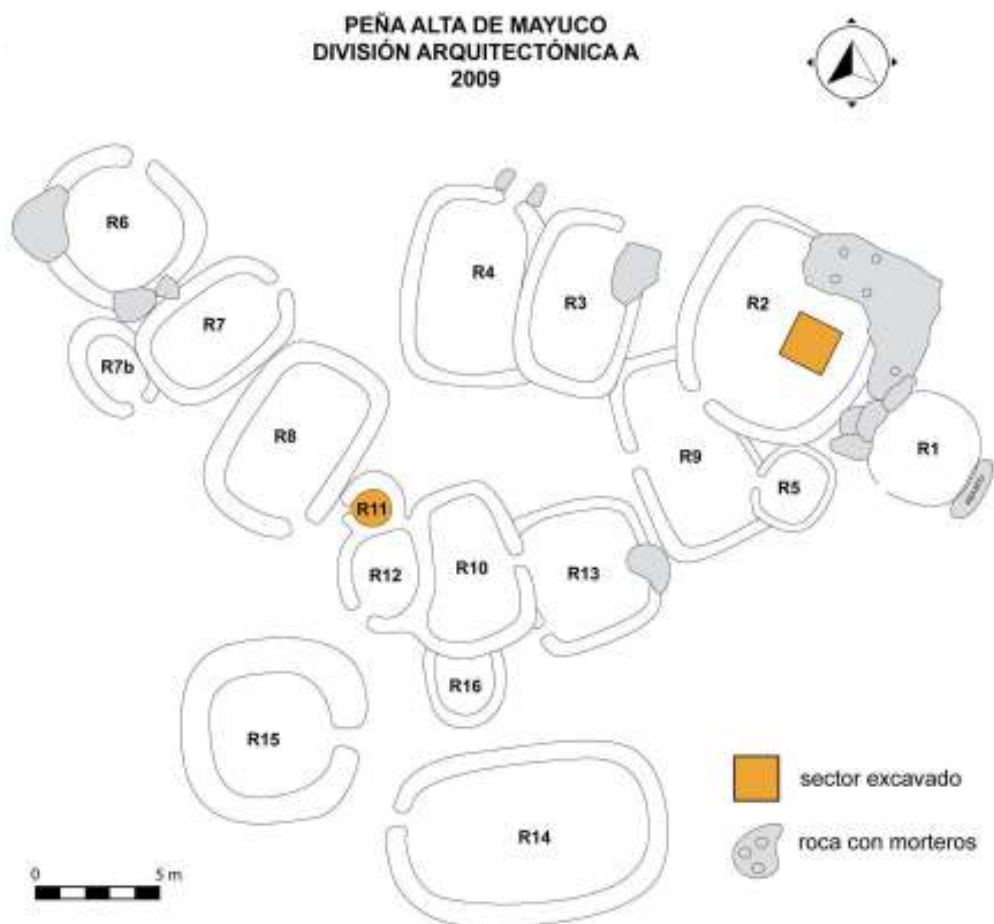 PEÑA ALTA DE MAYUCO
DIVISIÓN ARQUITECTÓNICA A
2009
R6
R4
R3
R2
R7
R7b
R8
R9
R1
R5
R11
R12
R10
R13
R16
R15
R14
sector excavado
roca con morteros
0 5 m